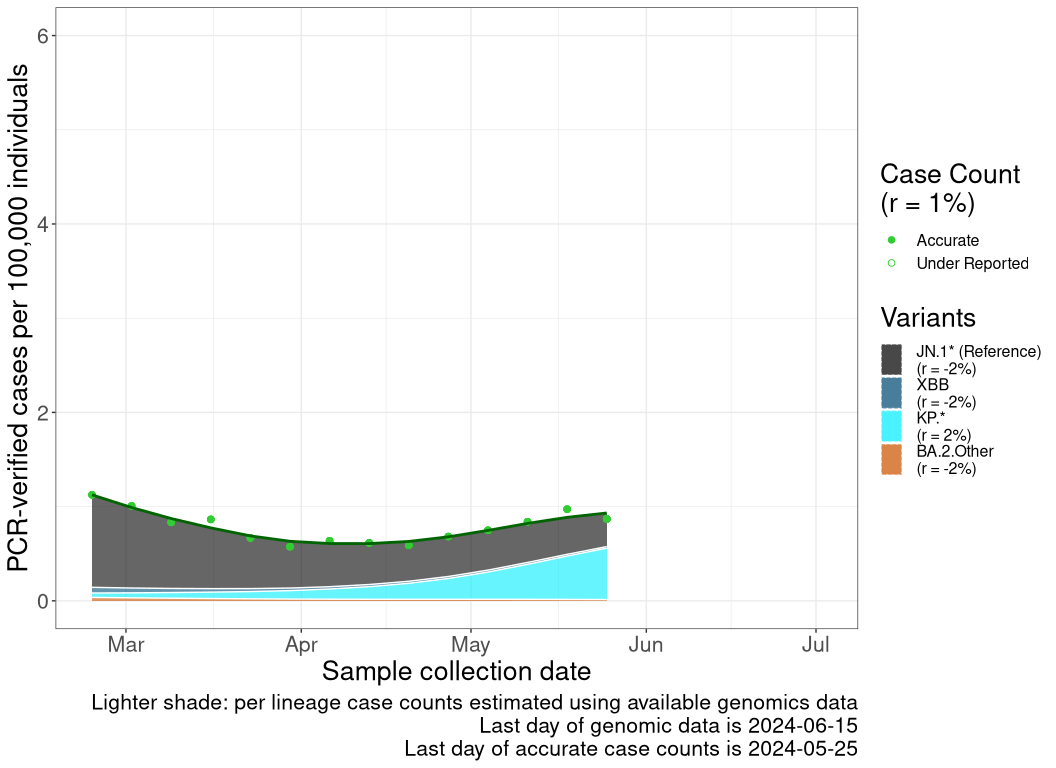 PCR-verified cases per 100,000 individuals
6
4
2
0
Mar
Apr
May
Jun
Jul
Sample collection date
Lighter shade: per lineage case counts estimated using available genomics data
Last day of genomic data is 2024-06-15
Last day of accurate case counts is 2024-05-25
Case Count
(r = 1%)
Accurate
Under Reported
Variants
JN.1* (Reference)
(r = -2%)
XBB
(r = -2%)
KP.*
(r = 2%)
BA.2.Other
(r = -2%)